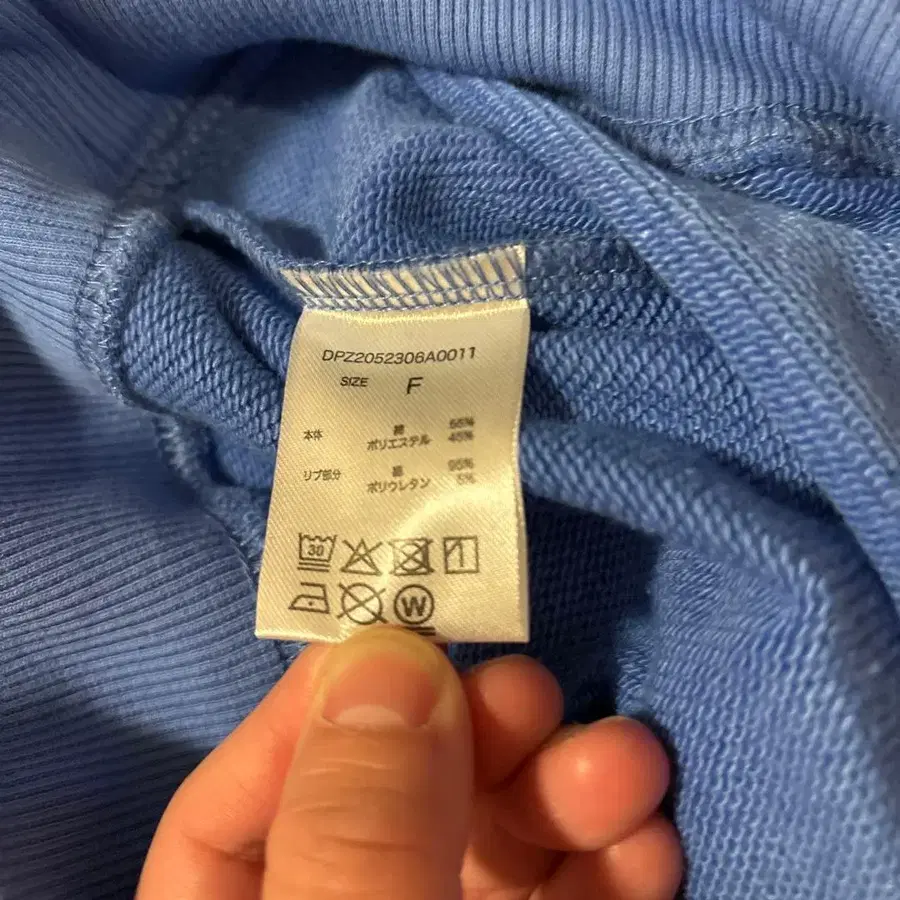 DPZ2052306A0011
SIZE F
本体 綿 55%
ポリエステル 45%
リブ部分 綿 95%
ポリウレタン 5%
30
W